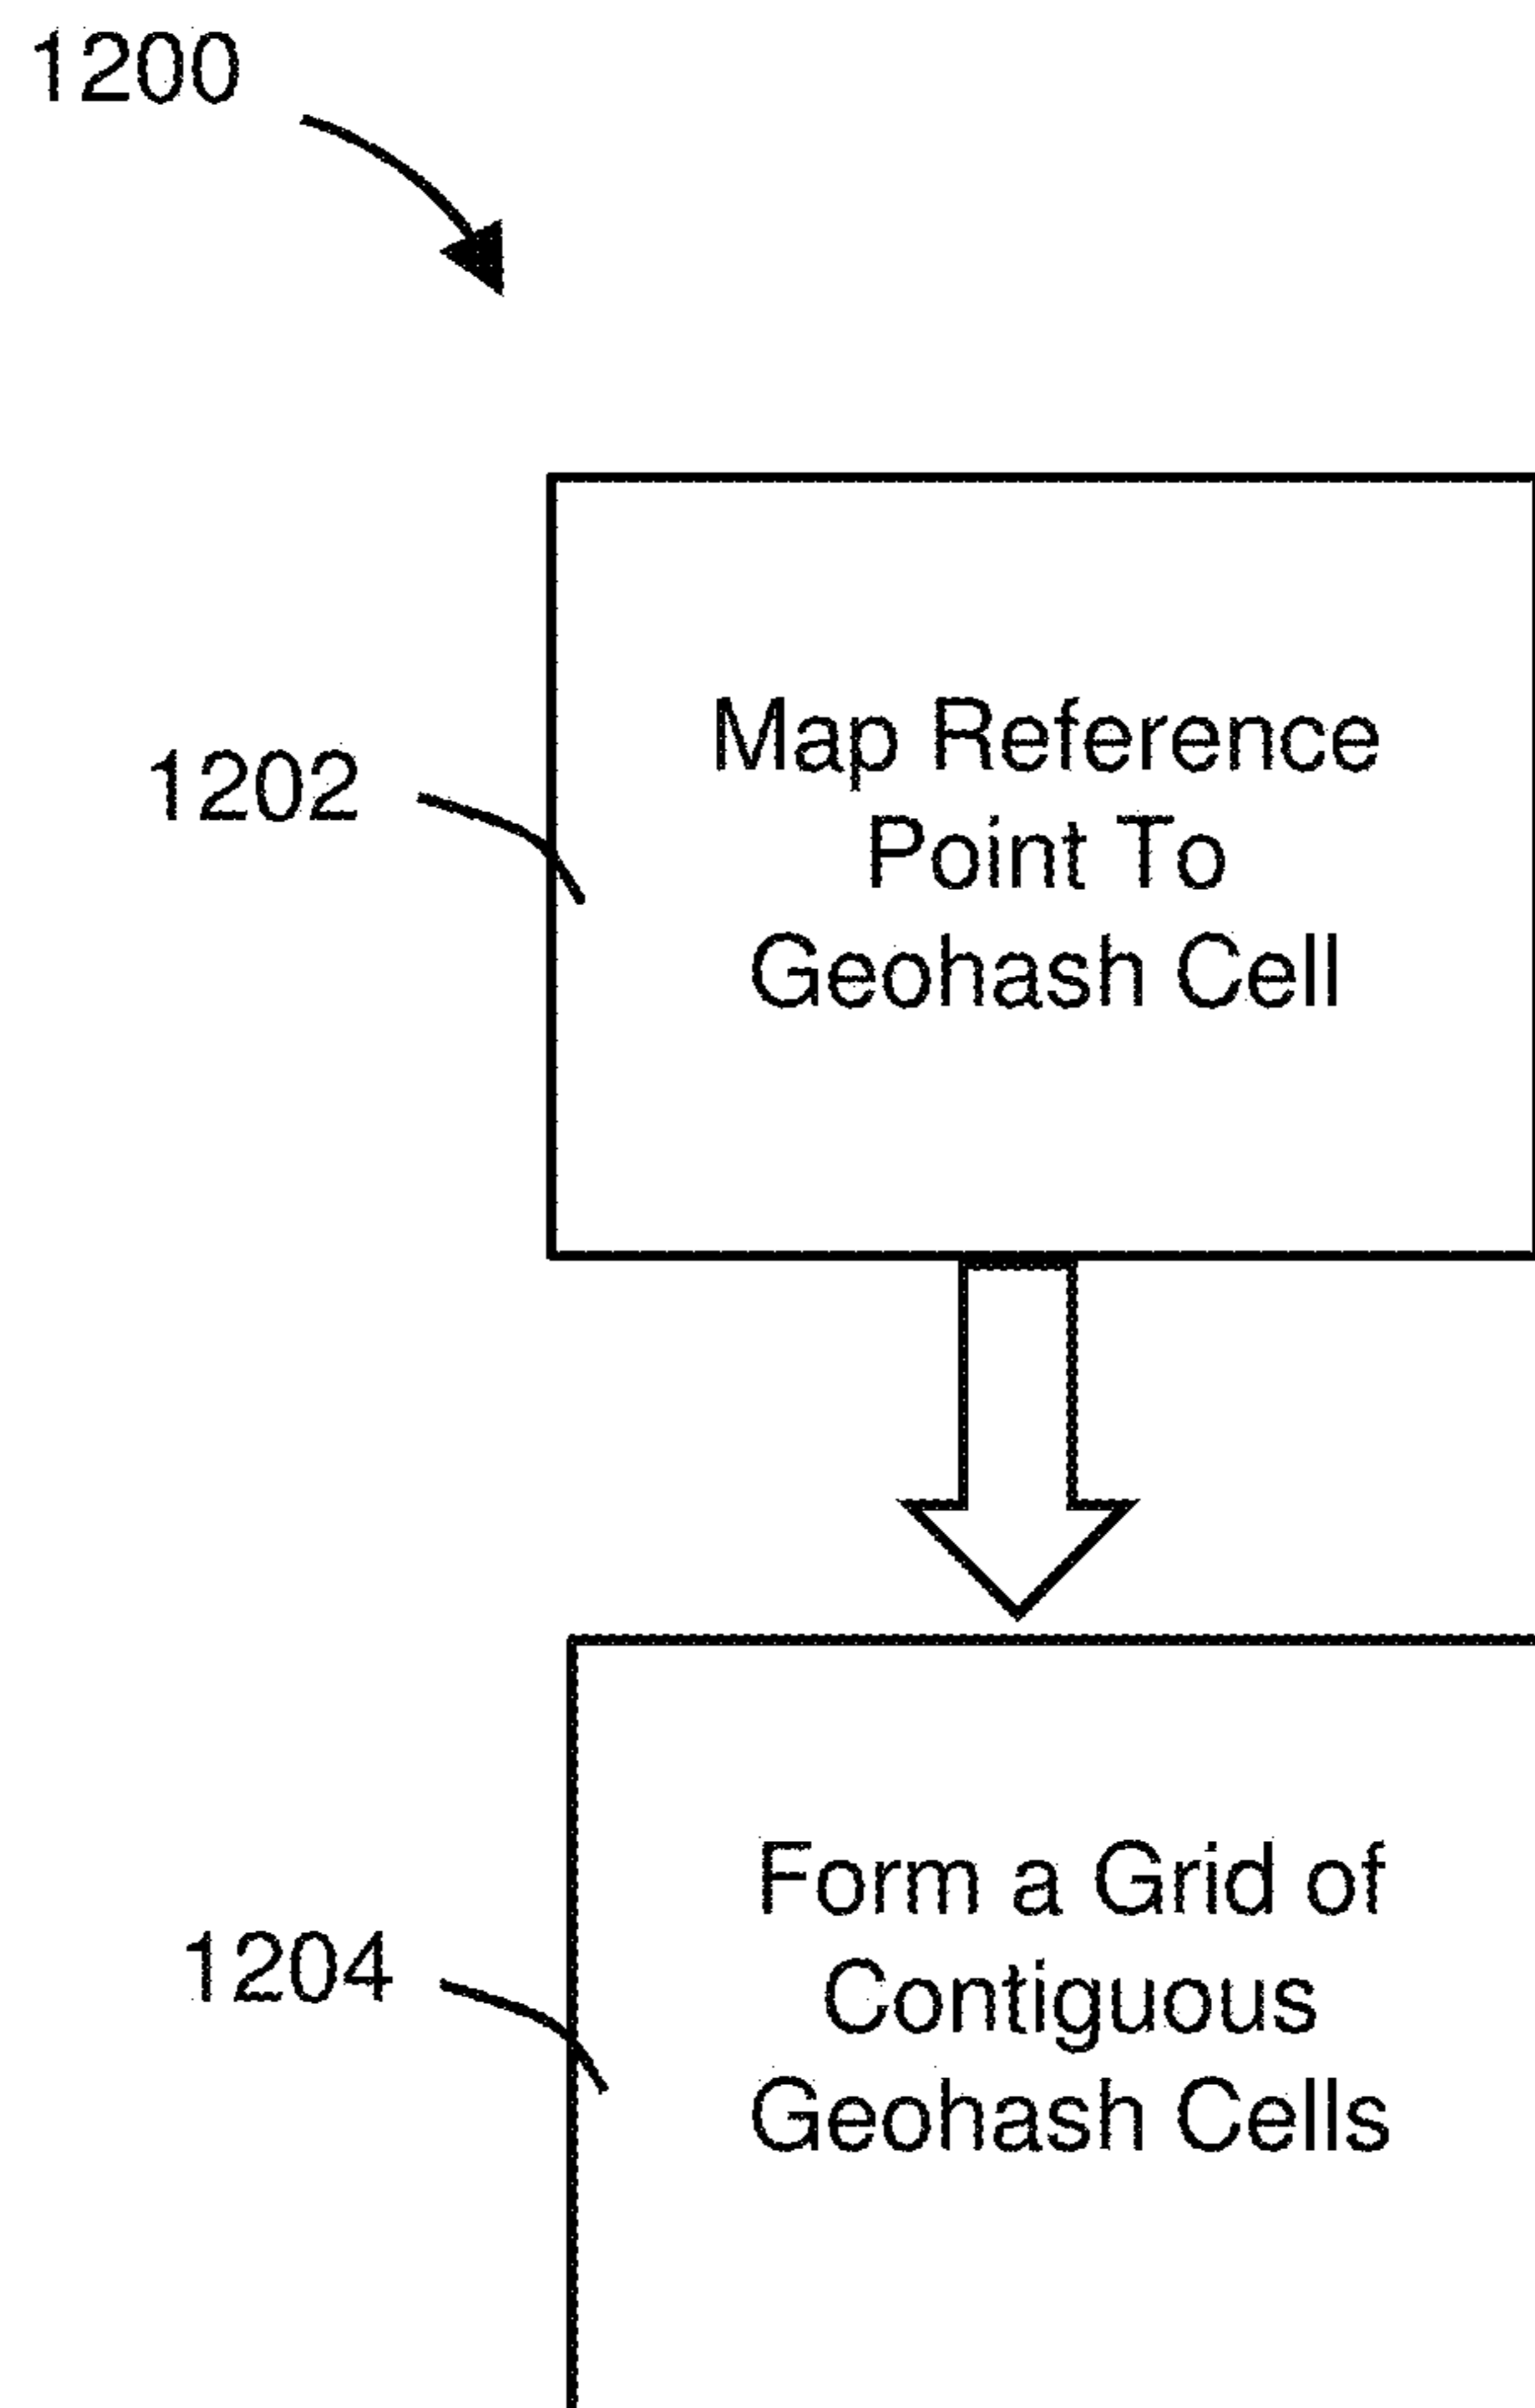 1200
1202
Map Reference
Point To
Geohash Cell
1204
Form a Grid of
Contiguous
Geohash Cells